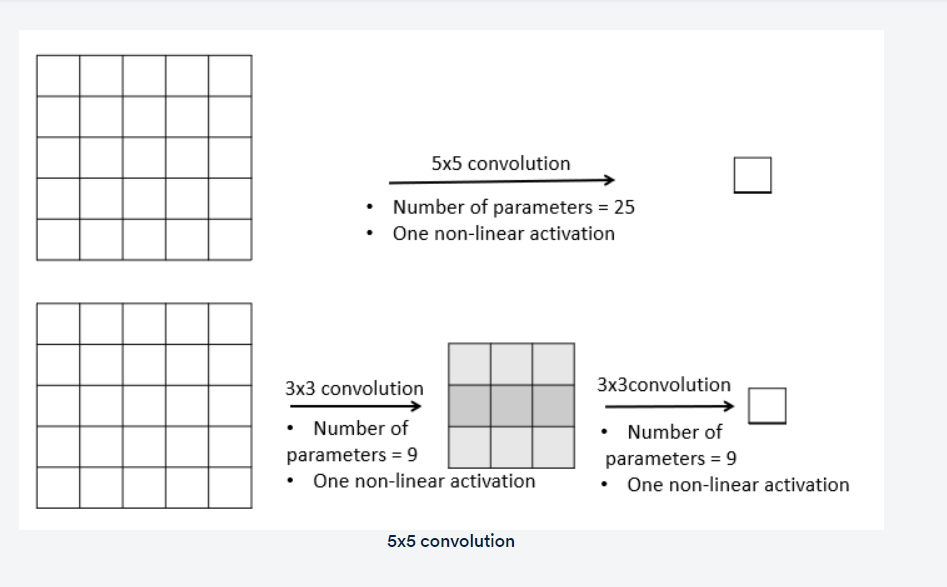 5x5 convolution
• Number of parameters = 25
• One non-linear activation
3x3 convolution
• Number of
parameters = 9
• One non-linear activation
3x3convolution
• Number of
parameters = 9
• One non-linear activation
5x5 convolution